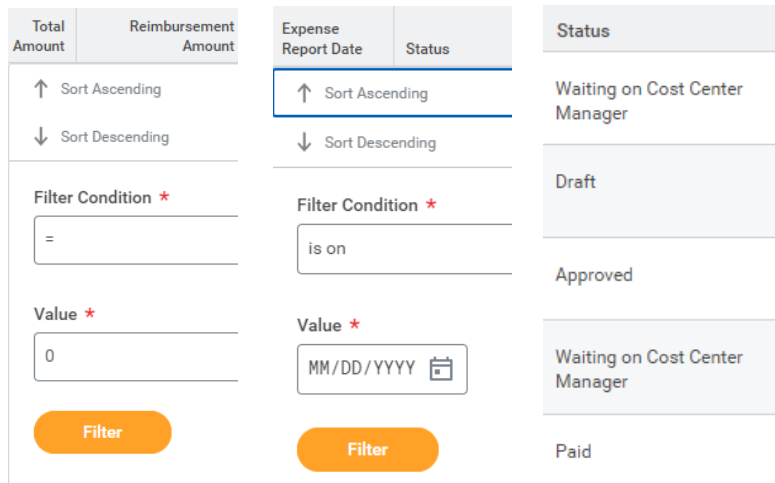 Total Amount
Reimbursement Amount
↑ Sort Ascending
↓ Sort Descending
Filter Condition *
=
Value *
0
Filter
Expense Report Date
Status
↑ Sort Ascending
↓ Sort Descending
Filter Condition *
is on
Value *
MM/DD/YYYY
Filter
Status
Waiting on Cost Center
Manager
Draft
Approved
Waiting on Cost Center
Manager
Paid